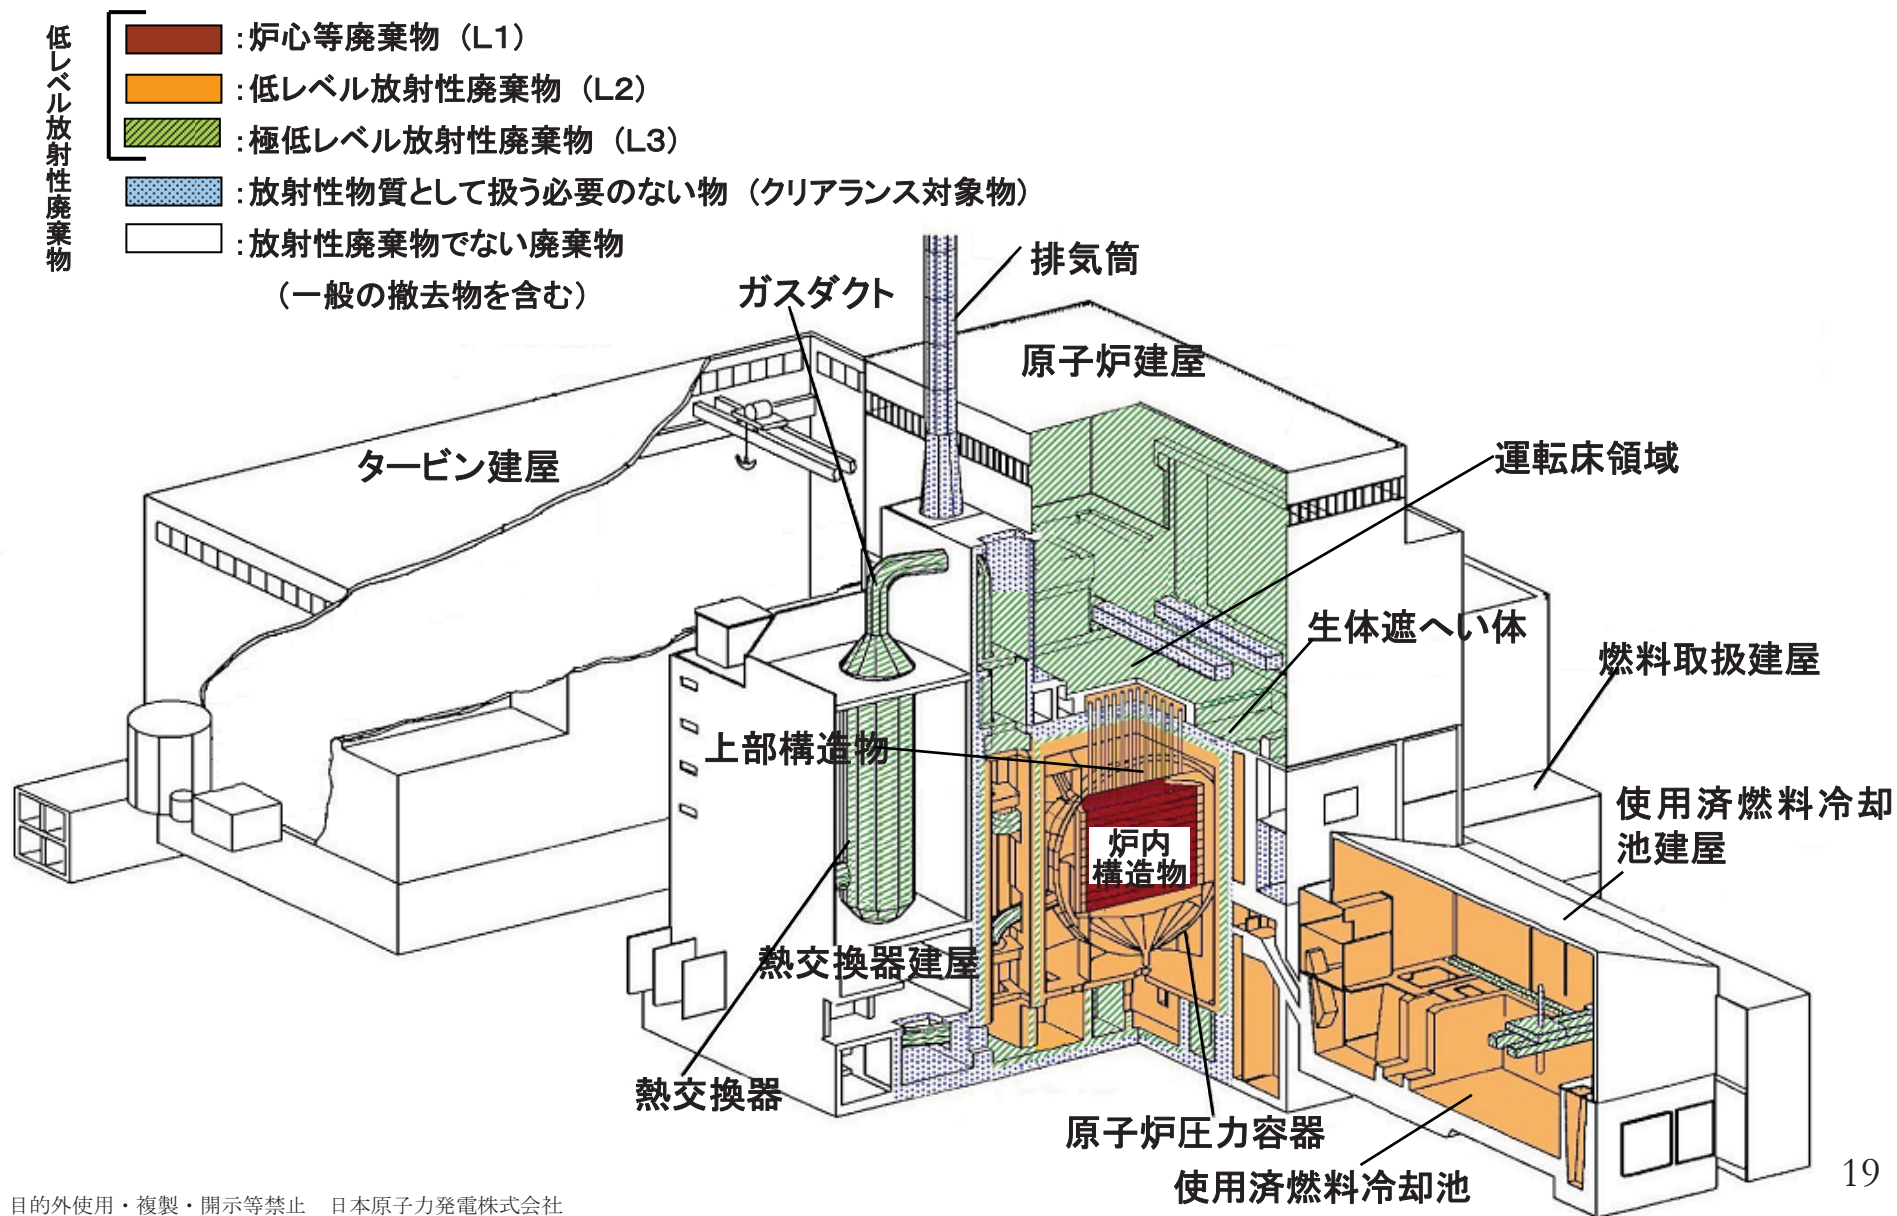 低レベル放射性廃棄物
：炉心等廃棄物（L1）
：低レベル放射性廃棄物（L2）
：極低レベル放射性廃棄物（L3）
：放射性物質として扱う必要のない物（クリアランス対象物）
：放射性廃棄物でない廃棄物
（一般の撤去物を含む）
排気筒
ガスダクト
原子炉建屋
タービン建屋
運転床領域
生体遮へい体
燃料取扱建屋
上部構造物
使用済燃料冷却
池建屋
炉内
構造物
熱交換器建屋
熱交換器
原子炉圧力容器
使用済燃料冷却池
19
目的外使用・複製・開示等禁止　日本原子力発電株式会社